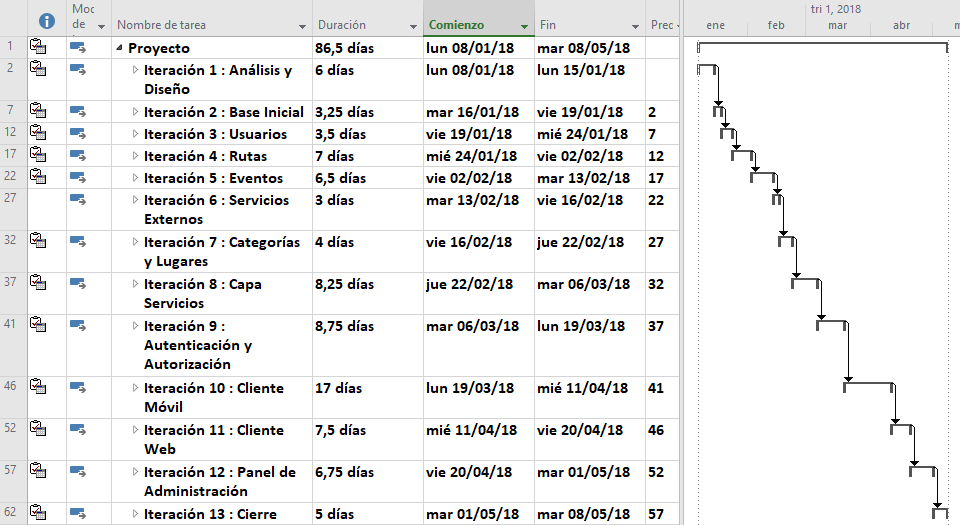 tri 1, 2018
Moc de Nombre de tarea Duración Comienzo Fin Prec ene feb mar abr m
1 Proyecto 86,5 días lun 08/01/18 mar 08/05/18
2 Iteración 1 : Análisis y 6 días lun 08/01/18 lun 15/01/18
Diseño
7 Iteración 2 : Base Inicial 3,25 días mar 16/01/18 vie 19/01/18 2
12 Iteración 3 : Usuarios 3,5 días vie 19/01/18 mié 24/01/18 7
17 Iteración 4 : Rutas 7 días mié 24/01/18 vie 02/02/18 12
22 Iteración 5 : Eventos 6,5 días vie 02/02/18 mar 13/02/18 17
27 Iteración 6 : Servicios 3 días mar 13/02/18 vie 16/02/18 22
Externos
32 Iteración 7 : Categorías 4 días vie 16/02/18 jue 22/02/18 27
y Lugares
37 Iteración 8 : Capa 8,25 días jue 22/02/18 mar 06/03/18 32
Servicios
41 Iteración 9 : 8,75 días mar 06/03/18 lun 19/03/18 37
Autenticación y
Autorización
46 Iteración 10 : Cliente 17 días lun 19/03/18 mié 11/04/18 41
Móvil
52 Iteración 11 : Cliente 7,5 días mié 11/04/18 vie 20/04/18 46
Web
57 Iteración 12 : Panel de 6,75 días vie 20/04/18 mar 01/05/18 52
Administración
62 Iteración 13 : Cierre 5 días mar 01/05/18 mar 08/05/18 57